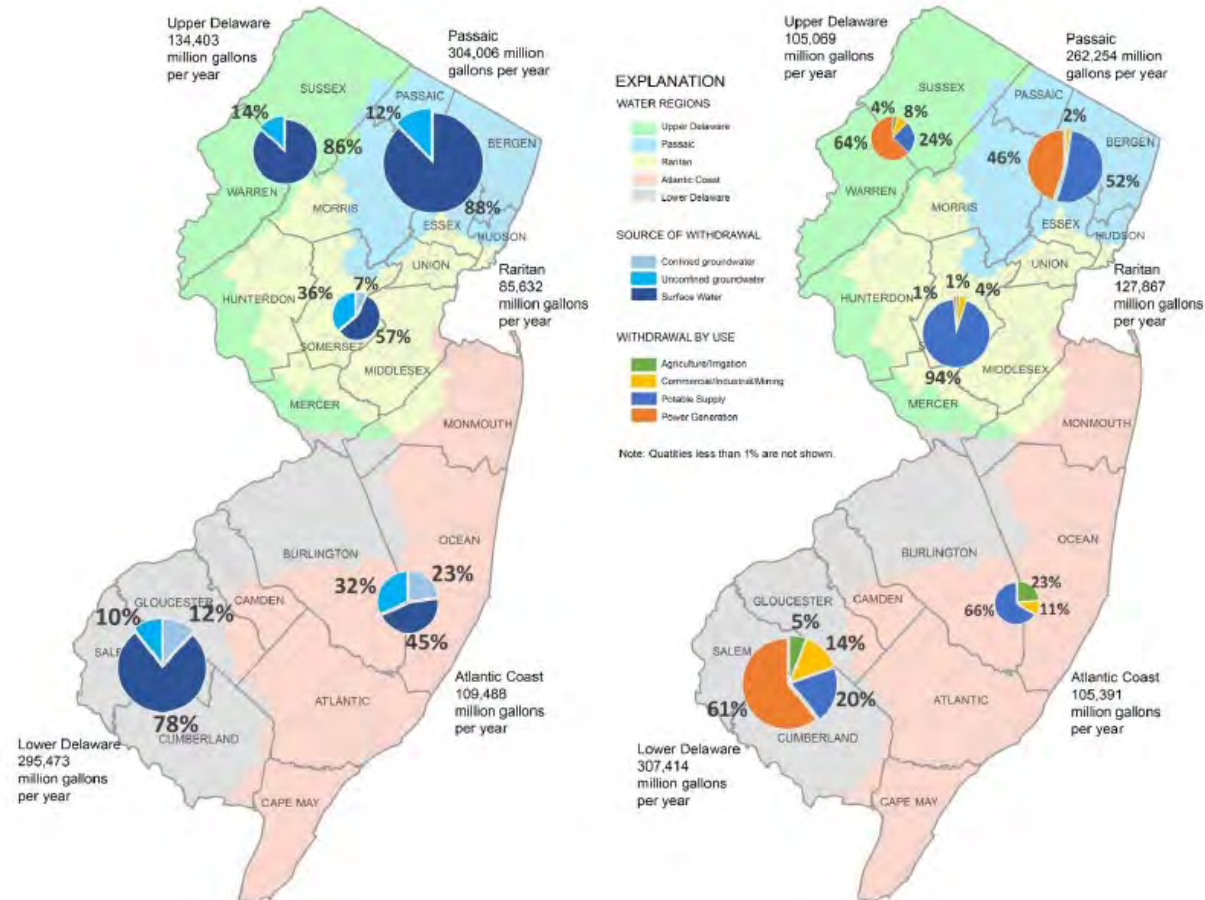 Upper Delaware
134,403
million gallons
per year
Passaic
304,006 million
gallons per year
SUSSEX
PASSAIC
BERGEN
14%
86%
12%
88%
WARREN
MORRIS
ESSEX
HUDSON
UNION
HUNTERDON
36%
7%
57%
SOMERSET
Raritan
85,632
million gallons
per year
MIDDLESEX
MERCER
MONMOUTH
OCEAN
BURLINGTON
32%
23%
45%
CAMDEN
GLOUCESTER
10%
12%
78%
CUMBERLAND
ATLANTIC
Atlantic Coast
109,488
million gallons
per year
Lower Delaware
295,473
million gallons
per year
CAPE MAY
EXPLANATION
WATER REGIONS
Upper Delaware
Passaic
Raritan
Atlantic Coast
Lower Delaware
SOURCE OF WITHDRAWAL
Confined groundwater
Unconfined groundwater
Surface Water
WITHDRAWAL BY USE
Agriculture/Irrigation
Commercial/Industrial/Mining
Potable Supply
Power Generation
Note: Quatities less than 1% are not shown.
Upper Delaware
105,069
million gallons
per year
Passaic
262,254 million
gallons per year
SUSSEX
PASSAIC
BERGEN
4%
8%
64%
24%
2%
46%
52%
WARREN
MORRIS
ESSEX
HUDSON
UNION
HUNTERDON
1%
1%
4%
94%
Raritan
127,867
million gallons
per year
MIDDLESEX
MERCER
MONMOUTH
OCEAN
BURLINGTON
23%
66%
11%
CAMDEN
GLOUCESTER
SALEM
5%
14%
61%
20%
CUMBERLAND
ATLANTIC
Atlantic Coast
105,391
million gallons
per year
Lower Delaware
307,414
million gallons
per year
CAPE MAY